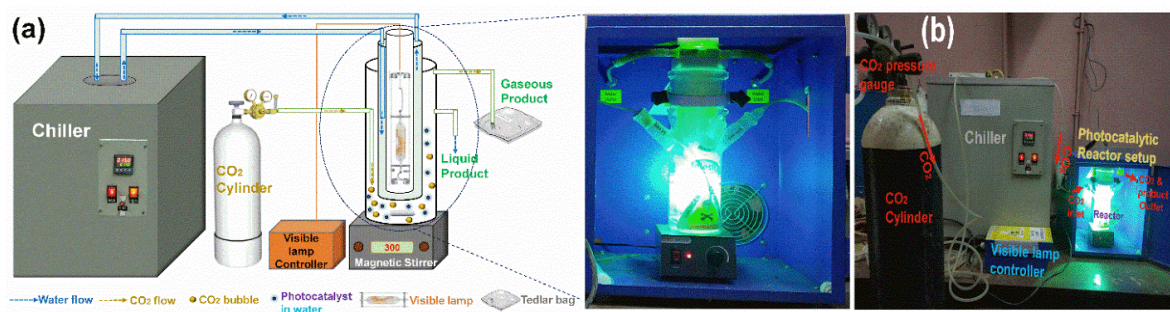 (a)
Chiller
CO₂
Cylinder
Visible
lamp
Controller
300
Magnetic Stirrer
Gaseous
Product
Liquid
Product
Water flow
CO₂ flow
CO₂ bubble
Photocatalyst
in water
Visible lamp
Tedlar bag
(b)
CO₂ pressure
gauge
Chiller
CO₂
CO₂
Cylinder
Photocatalytic
Reactor setup
CO₂ inlet
CO₂ &
product
Outlet
Reactor
Visible lamp
controller